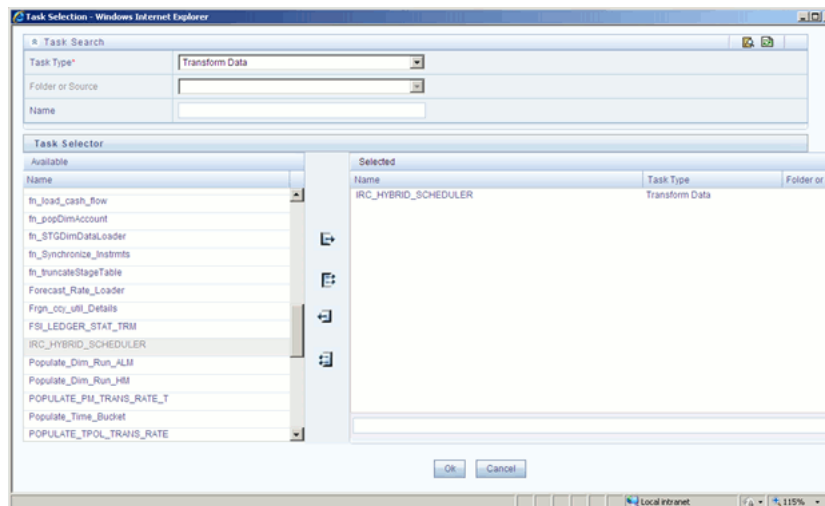 Task Selection - Windows Internet Explorer
Task Search
Task Type* Transform Data
Folder or Source
Name
Task Selector
Available Selected
Name Name Task Type Folder or
fn_load_cash_flow IRC_HYBRID_SCHEDULER Transform Data
fn_popDimAccount
fn_STGDimDataLoader
fn_Synchronize_Instrmts
fn_truncateStageTable
Forecast_Rate_Loader
Frgn_ccy_util_Details
FSI_LEDGER_STAT_TRM
IRC_HYBRID_SCHEDULER
Populate_Dim_Run_ALM
Populate_Dim_Run_HM
POPULATE_PM_TRANS_RATE_T
Populate_Time_Bucket
POPULATE_TPOL_TRANS_RATE
Ok Cancel
Local intranet 115%